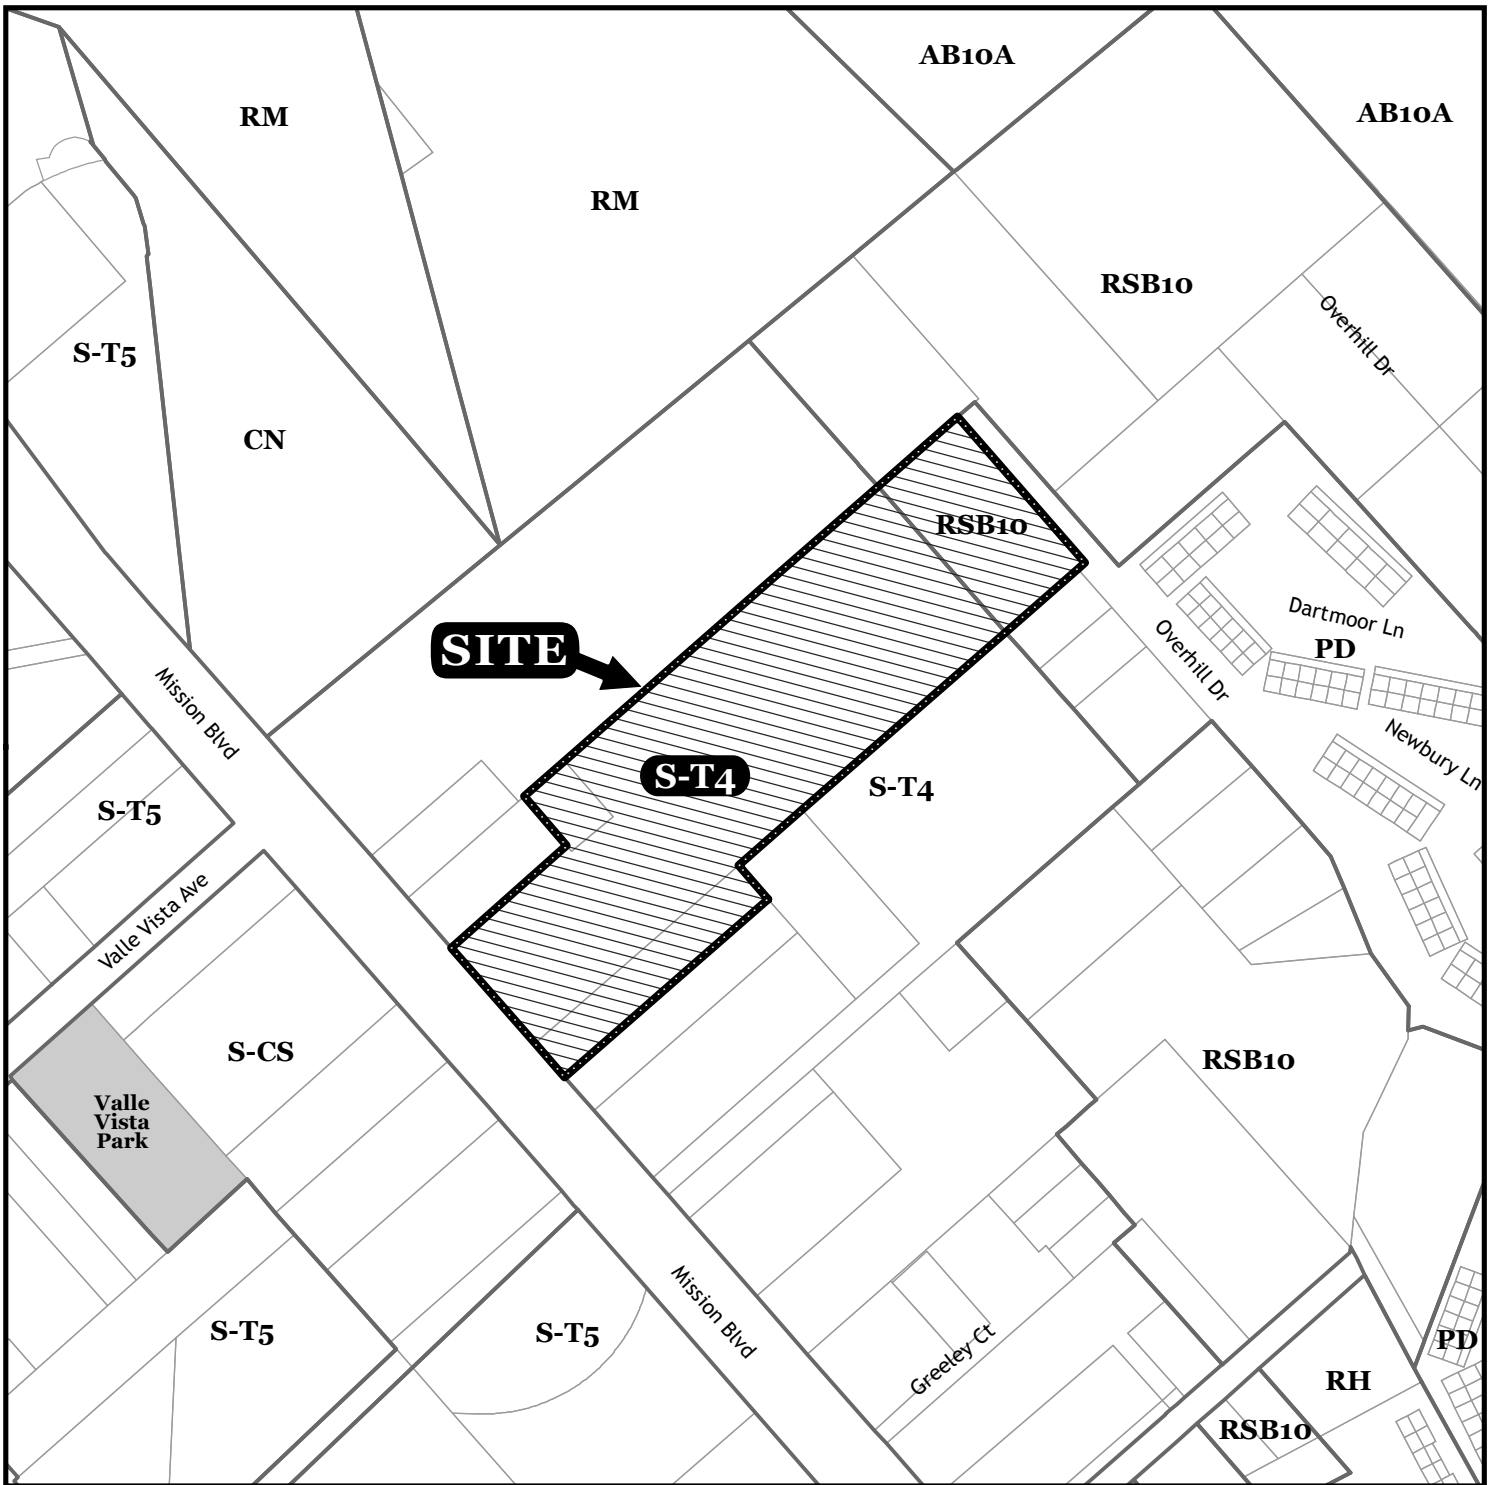 AB10A
AB10A
RM
RM
RSB10
Overhill Dr
S-T5
CN
RSB10
Dartmoor Ln
PD
SITE
Overhill Dr
Mission Blvd
Newbury Ln
S-T4
S-T4
S-T5
Valle Vista Ave
S-CS
RSB10
Valle
Vista
Park
Mission Blvd
S-T5
S-T5
PD
Greeley Ct
RH
RSB10